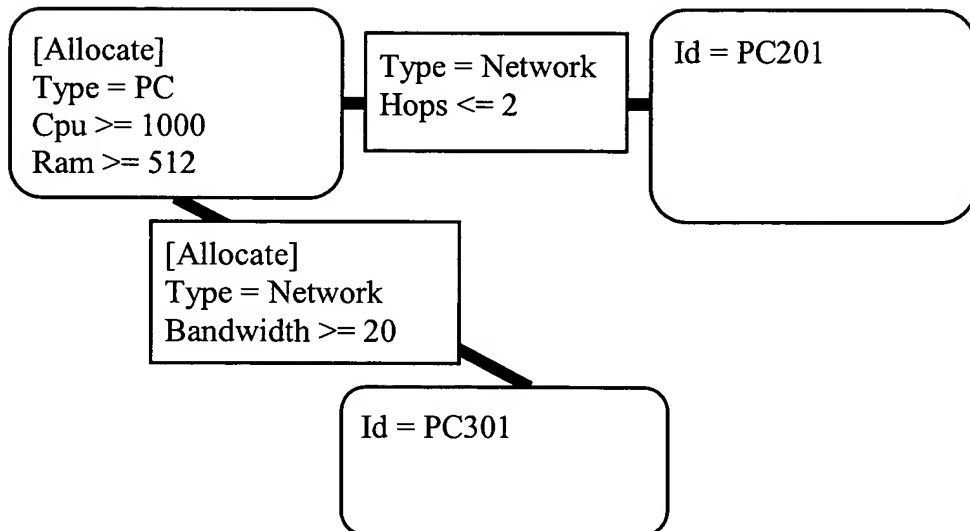 [Allocate]
Type = PC
Cpu >= 1000
Ram >= 512
Type = Network
Hops <= 2
Id = PC201
[Allocate]
Type = Network
Bandwidth >= 20
Id = PC301